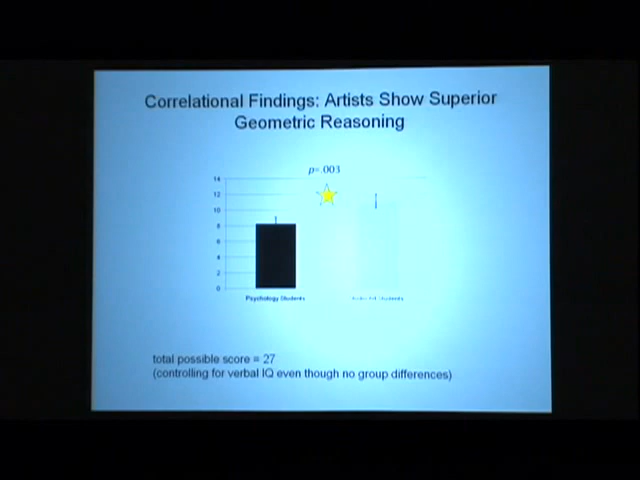 Correlational Findings: Artists Show Superior
Geometric Reasoning
p=.003
14
12
10
8
6
4
2
0
Psychology Students
Students
total possible score = 27
(controlling for verbal IQ even though no group differences)